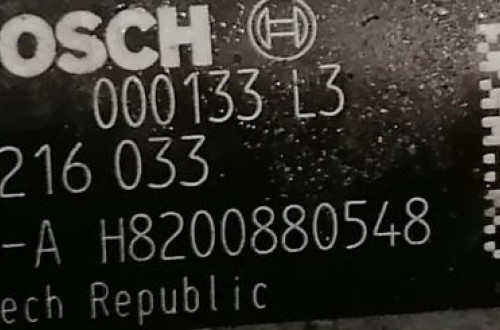 OSCH
000133 L3
216 033
-A H8200880548
ech Republic